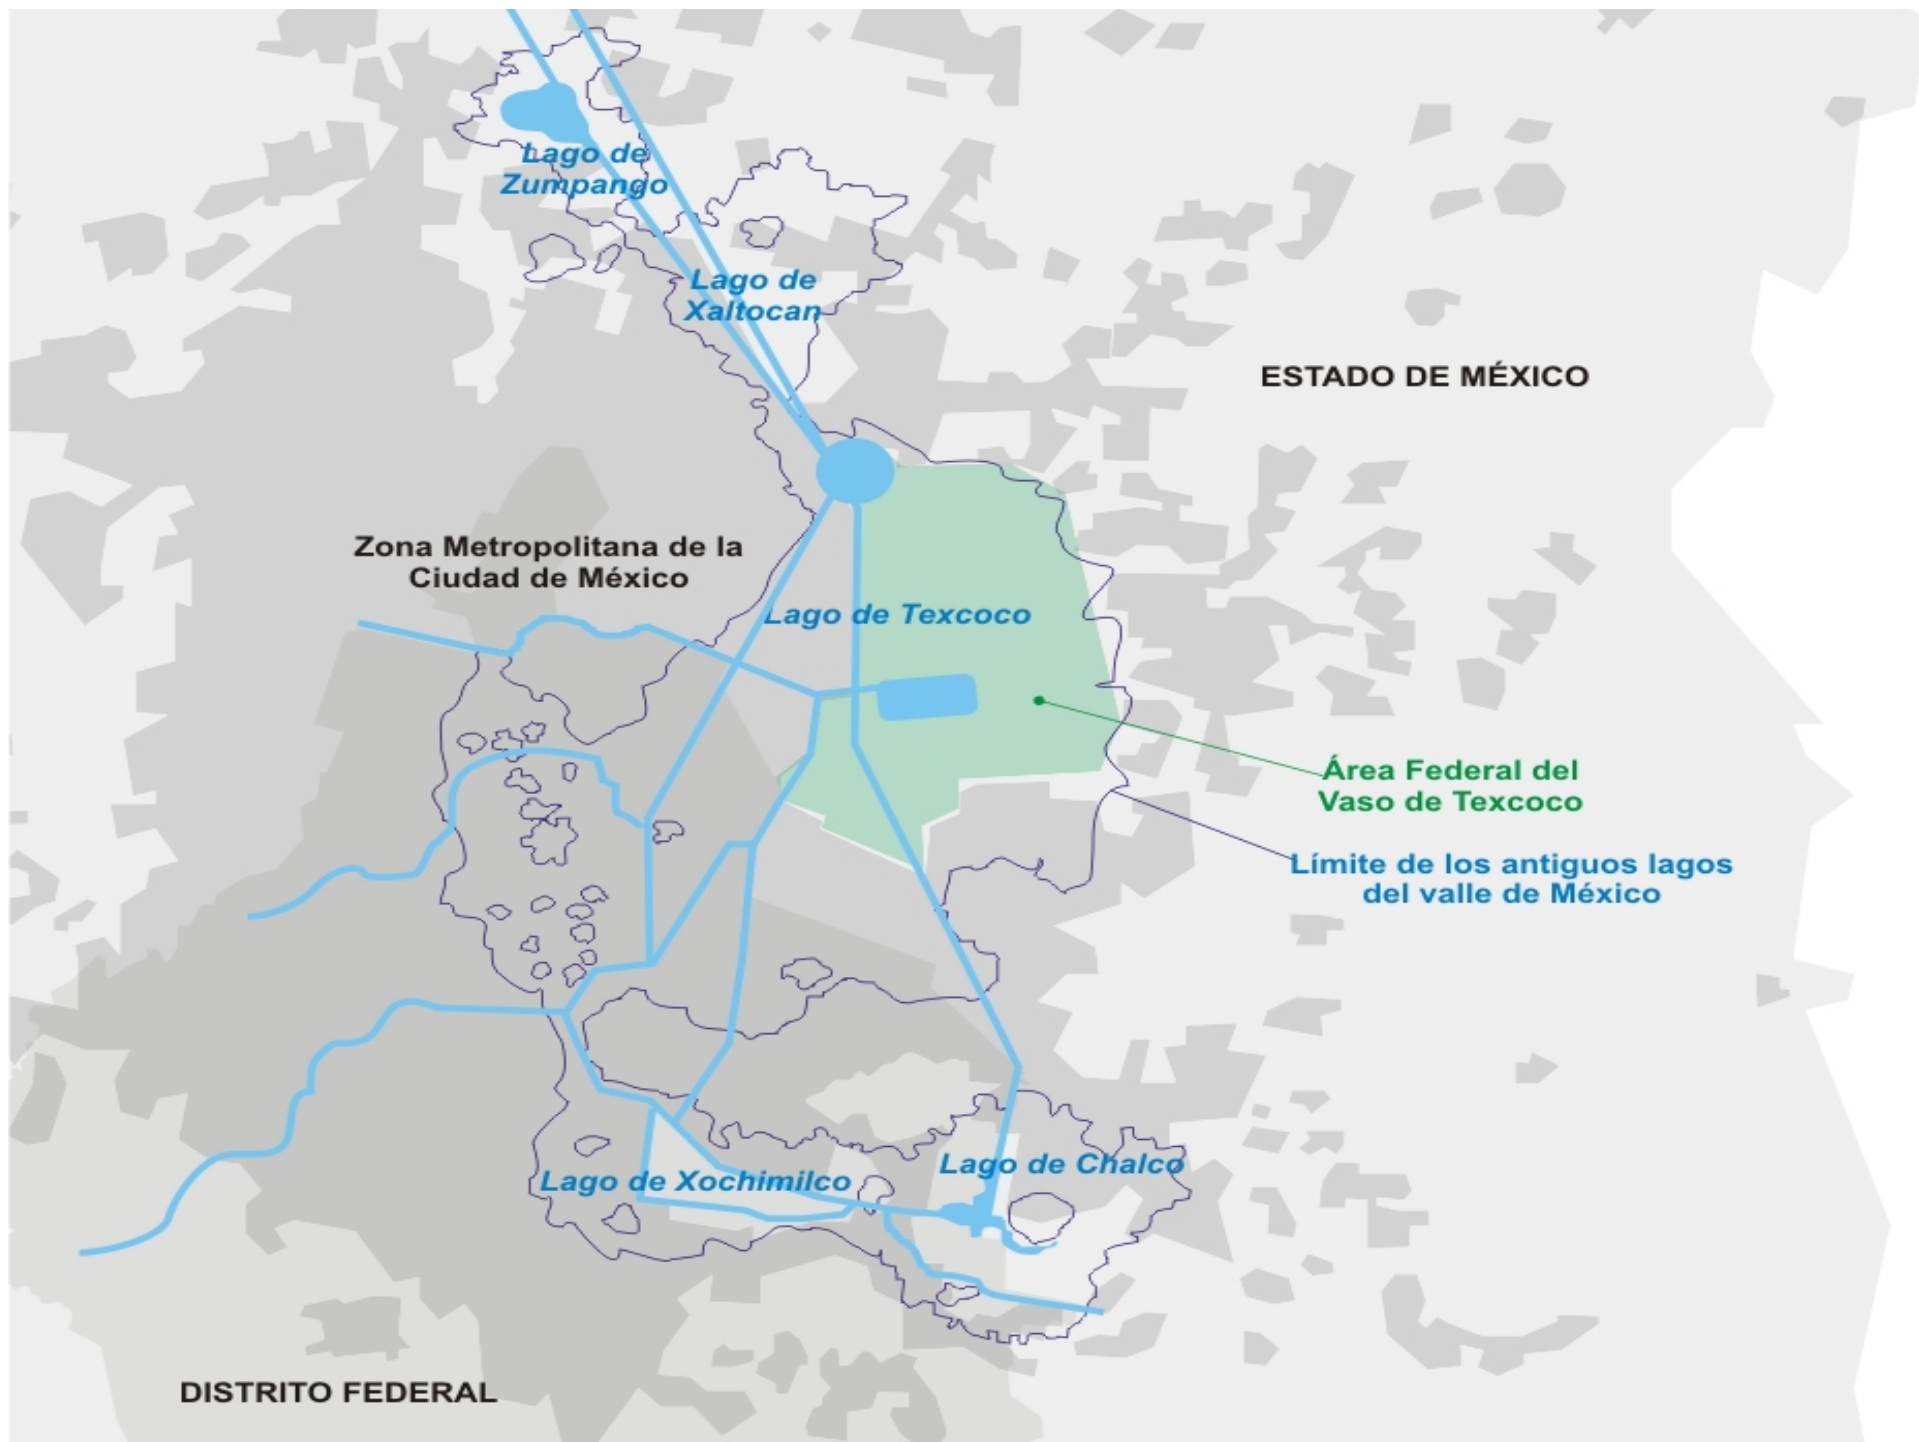 Lago de
Zumpango
Lago de
Xaltocan
ESTADO DE MÉXICO
Zona Metropolitana de la
Ciudad de México
Lago de Texcoco
Área Federal del
Vaso de Texcoco
Límite de los antiguos lagos
del valle de México
Lago de Xochimilco
Lago de Chalco
DISTRITO FEDERAL